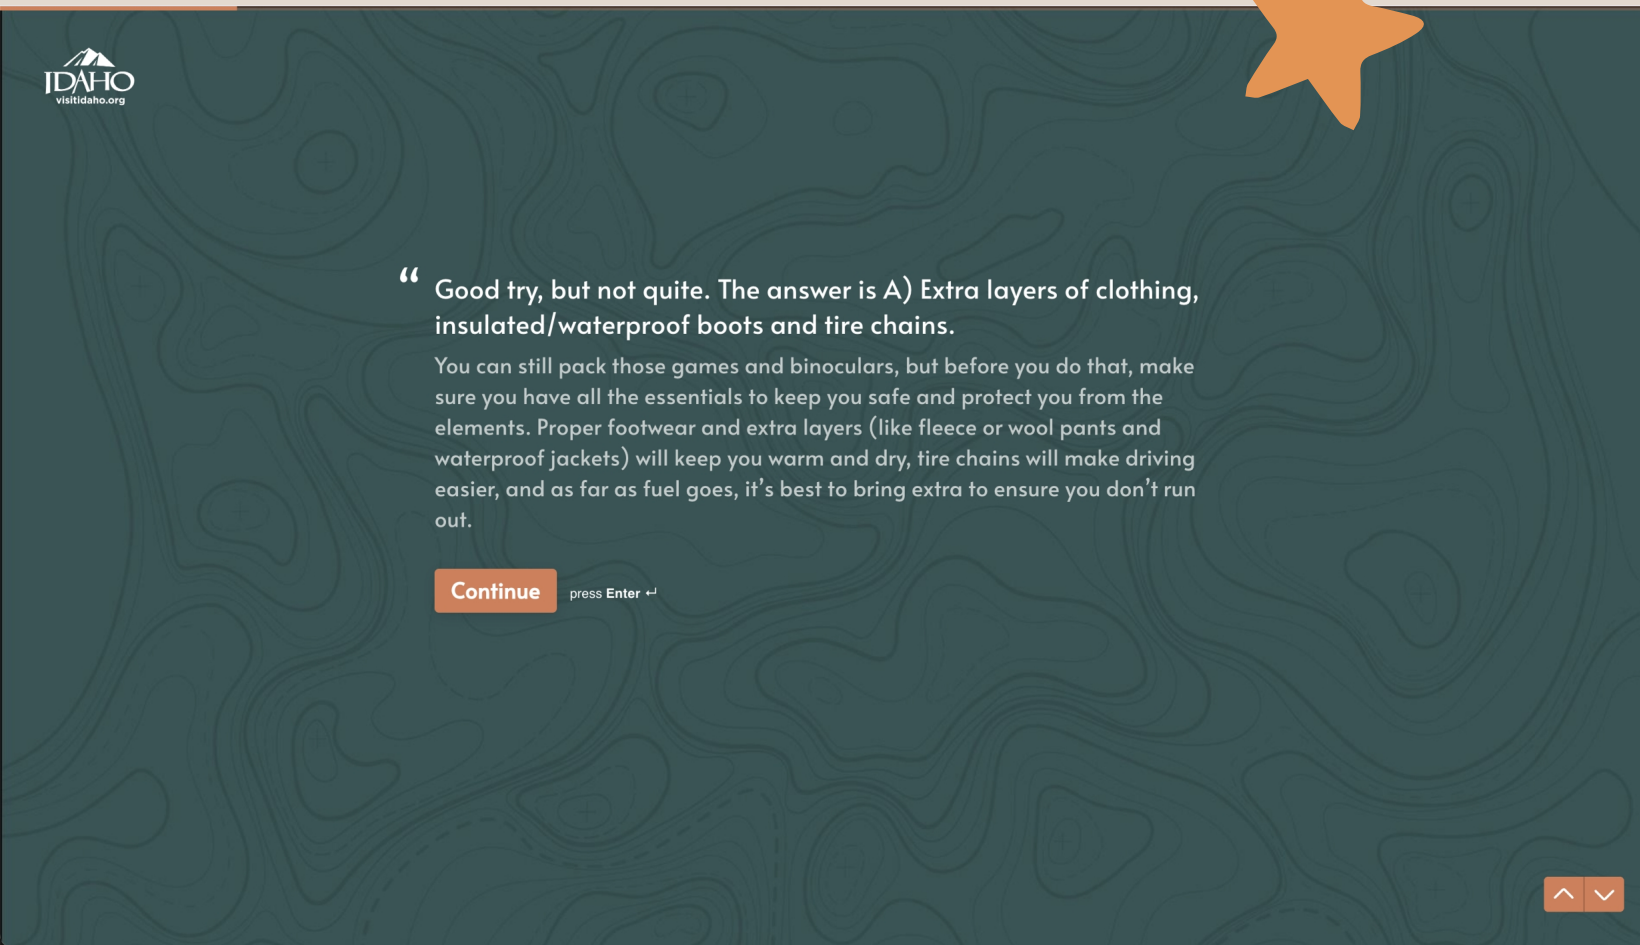 IDAHO
visitidaho.org
“ Good try, but not quite. The answer is A) Extra layers of clothing,
insulated/waterproof boots and tire chains.
You can still pack those games and binoculars, but before you do that, make
sure you have all the essentials to keep you safe and protect you from the
elements. Proper footwear and extra layers (like fleece or wool pants and
waterproof jackets) will keep you warm and dry, tire chains will make driving
easier, and as far as fuel goes, it’s best to bring extra to ensure you don’t run
out.
Continue press Enter ↵